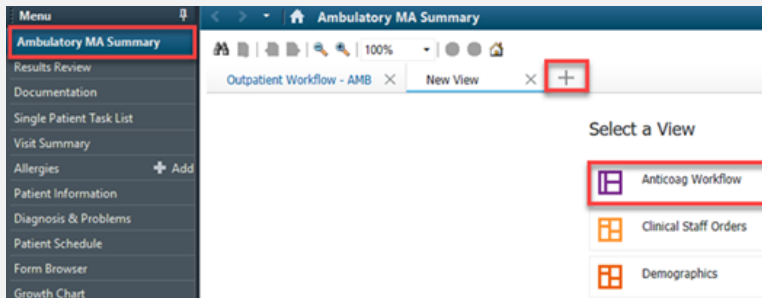 Menu
Ambulatory MA Summary
Results Review
Documentation
Single Patient Task List
Visit Summary
Allergies + Add
Patient Information
Diagnosis & Problems
Patient Schedule
Form Browser
Growth Chart
Ambulatory MA Summary
100%
Outpatient Workflow - AMB New View
Select a View
Anticoag Workflow
Clinical Staff Orders
Demographics